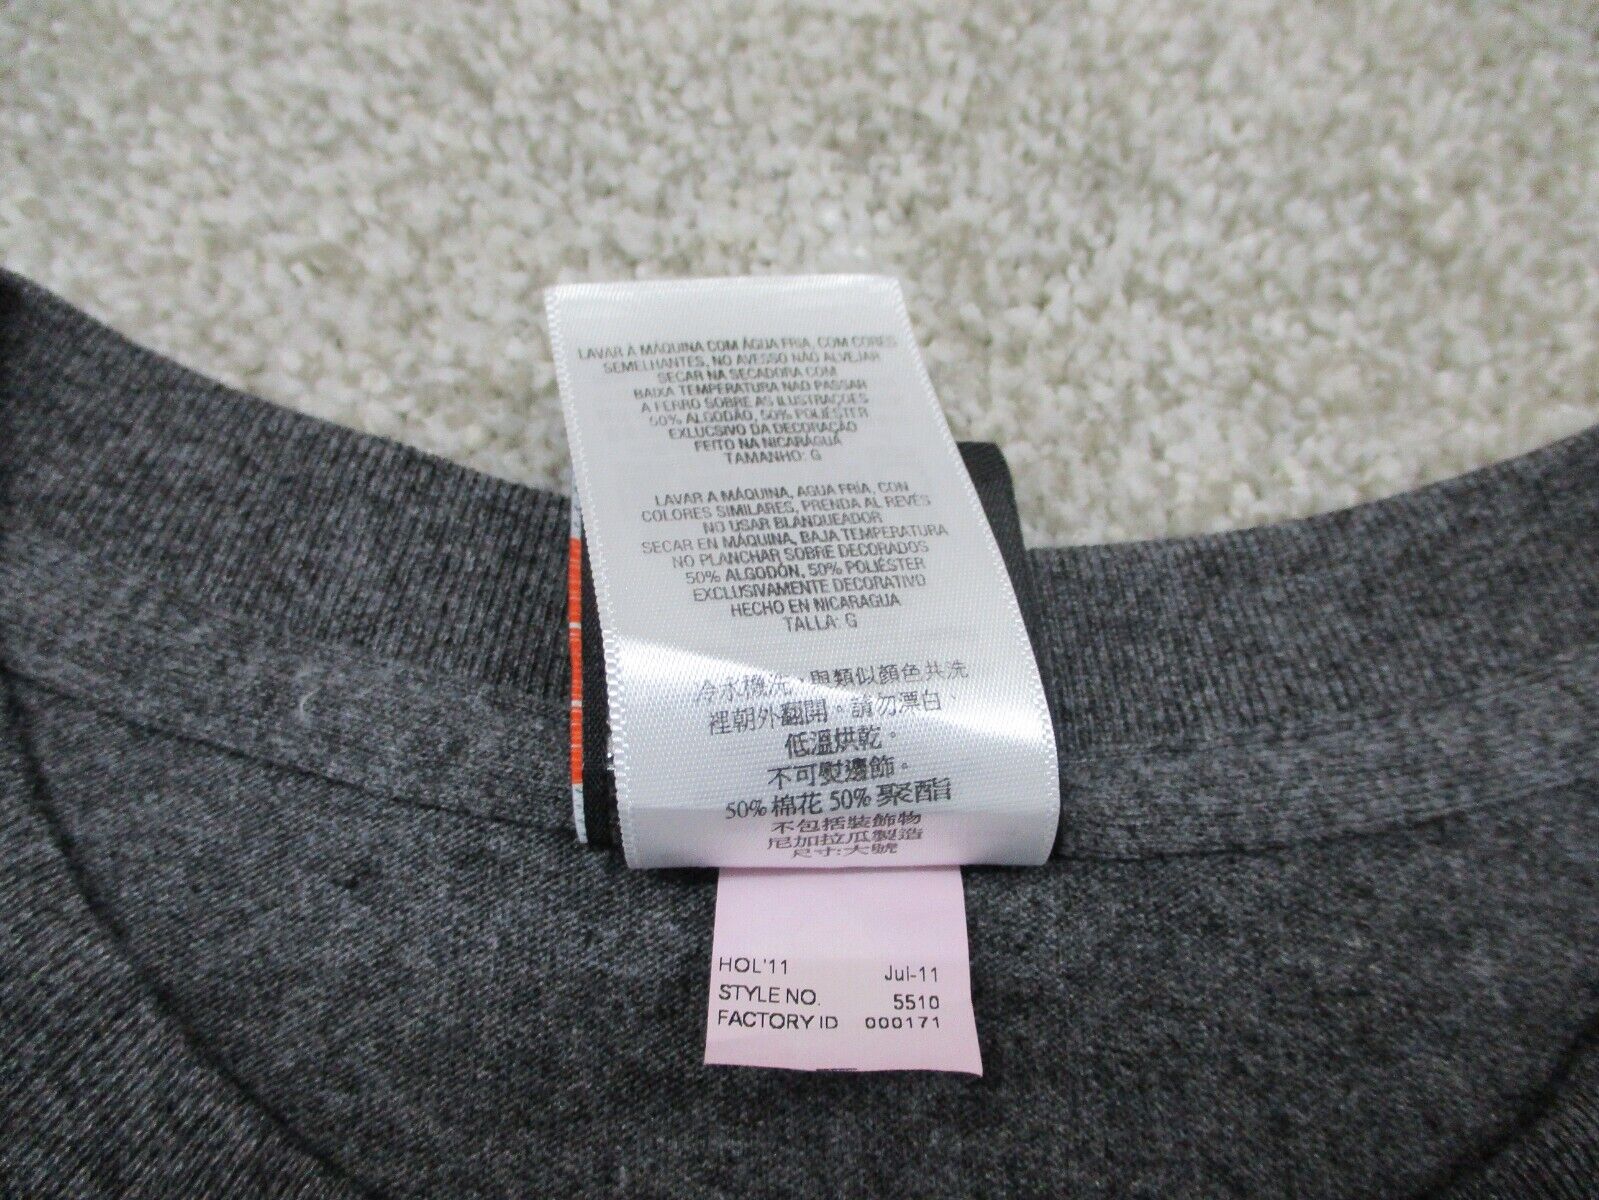 LAVAR À MÁQUINA COM ÁGUA FRIA, COM CORES
SEMELHANTES, NO AVESSO NÃO ALVEJAR
SECAR NA SECADORA COM
BAIXA TEMPERATURA NÃO PASSAR
A FERRO SOBRE AS ILUSTRAÇÕES
50% ALGODÃO, 50% POLIÉSTER
EXLUCSIVO DA DECORAÇÃO
FEITO NA NICARÁGUA
TAMANHO: G
LAVAR A MÁQUINA, AGUA FRÍA, CON
COLORES SIMILARES, PRENDA AL REVÉS
NO USAR BLANQUEADOR
SECAR EN MÁQUINA, BAJA TEMPERATURA
NO PLANCHAR SOBRE DECORADOS
50% ALGODÓN, 50% POLIÉSTER
EXCLUSIVAMENTE DECORATIVO
HECHO EN NICARAGUA
TALLA: G
冷水機洗、與類似顏色共洗
裡朝外翻開。請勿漂白、
低溫烘乾。
不可熨邊飾。
50% 棉花 50% 聚酯
不包括裝飾物
尼加拉瓜製造
尺寸:大號
HOL'11 Jul-11
STYLE NO. 5510
FACTORY ID 000171